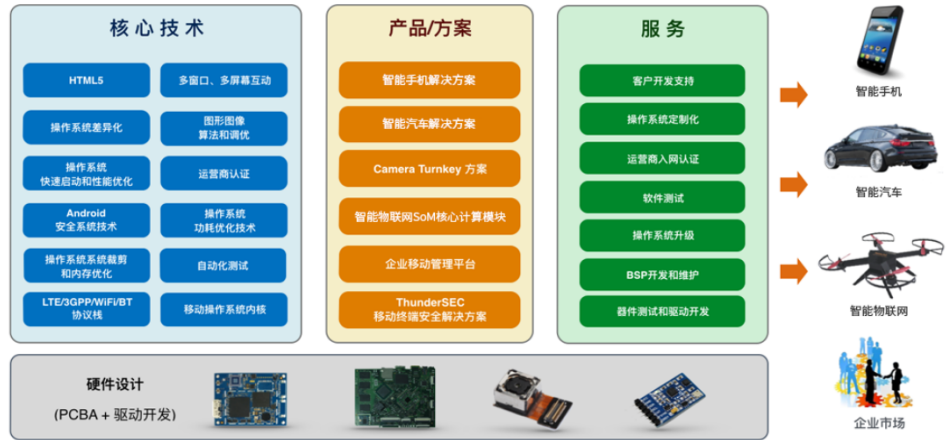 核心技术
HTML5
多窗口、多屏幕互动
操作系统差异化
图形图像
算法和调优
操作系统
快速启动和性能优化
运营商认证
Android
安全系统技术
操作系统
功耗优化技术
操作系统系统裁剪
和内存优化
自动化测试
LTE/3GPP/WiFi/BT
协议栈
移动操作系统内核
产品/方案
智能手机解决方案
智能汽车解决方案
Camera Turnkey 方案
智能物联网SoM核心计算模块
企业移动管理平台
ThunderSEC
移动终端安全解决方案
服务
客户开发支持
操作系统定制化
运营商入网认证
软件测试
操作系统升级
BSP开发和维护
器件测试和驱动开发
智能手机
智能汽车
智能物联网
企业市场
硬件设计
(PCBA + 驱动开发)